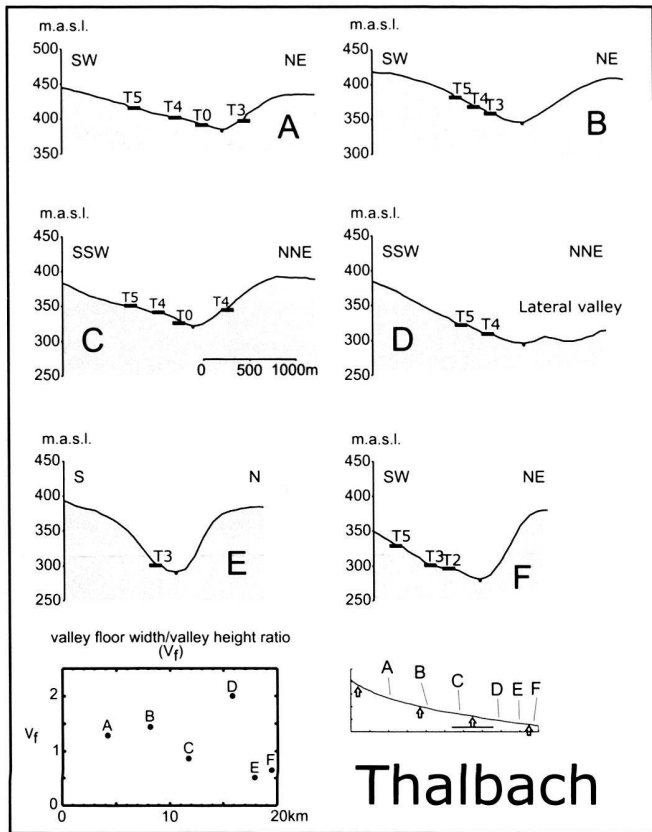 m.a.s.l.
500
450
400
350
SW
NE
T5
T4
T0
T3
A
m.a.s.l.
450
400
350
300
SW
NE
T5
T4
T3
B
m.a.s.l.
450
400
350
300
250
SSW
NNE
T5
T4
T0
T4
C
0 500 1000m
m.a.s.l.
450
400
350
300
250
SSW
NNE
T5
T4
Lateral valley
D
m.a.s.l.
450
400
350
300
250
S
N
T3
E
m.a.s.l.
450
400
350
300
250
SW
NE
T5
T3
T2
F
valley floor width/valley height ratio
(Vf)
2
Vf
1
0
A
B
C
D
E
F
0 10 20km
A B C D E F
Thalbach